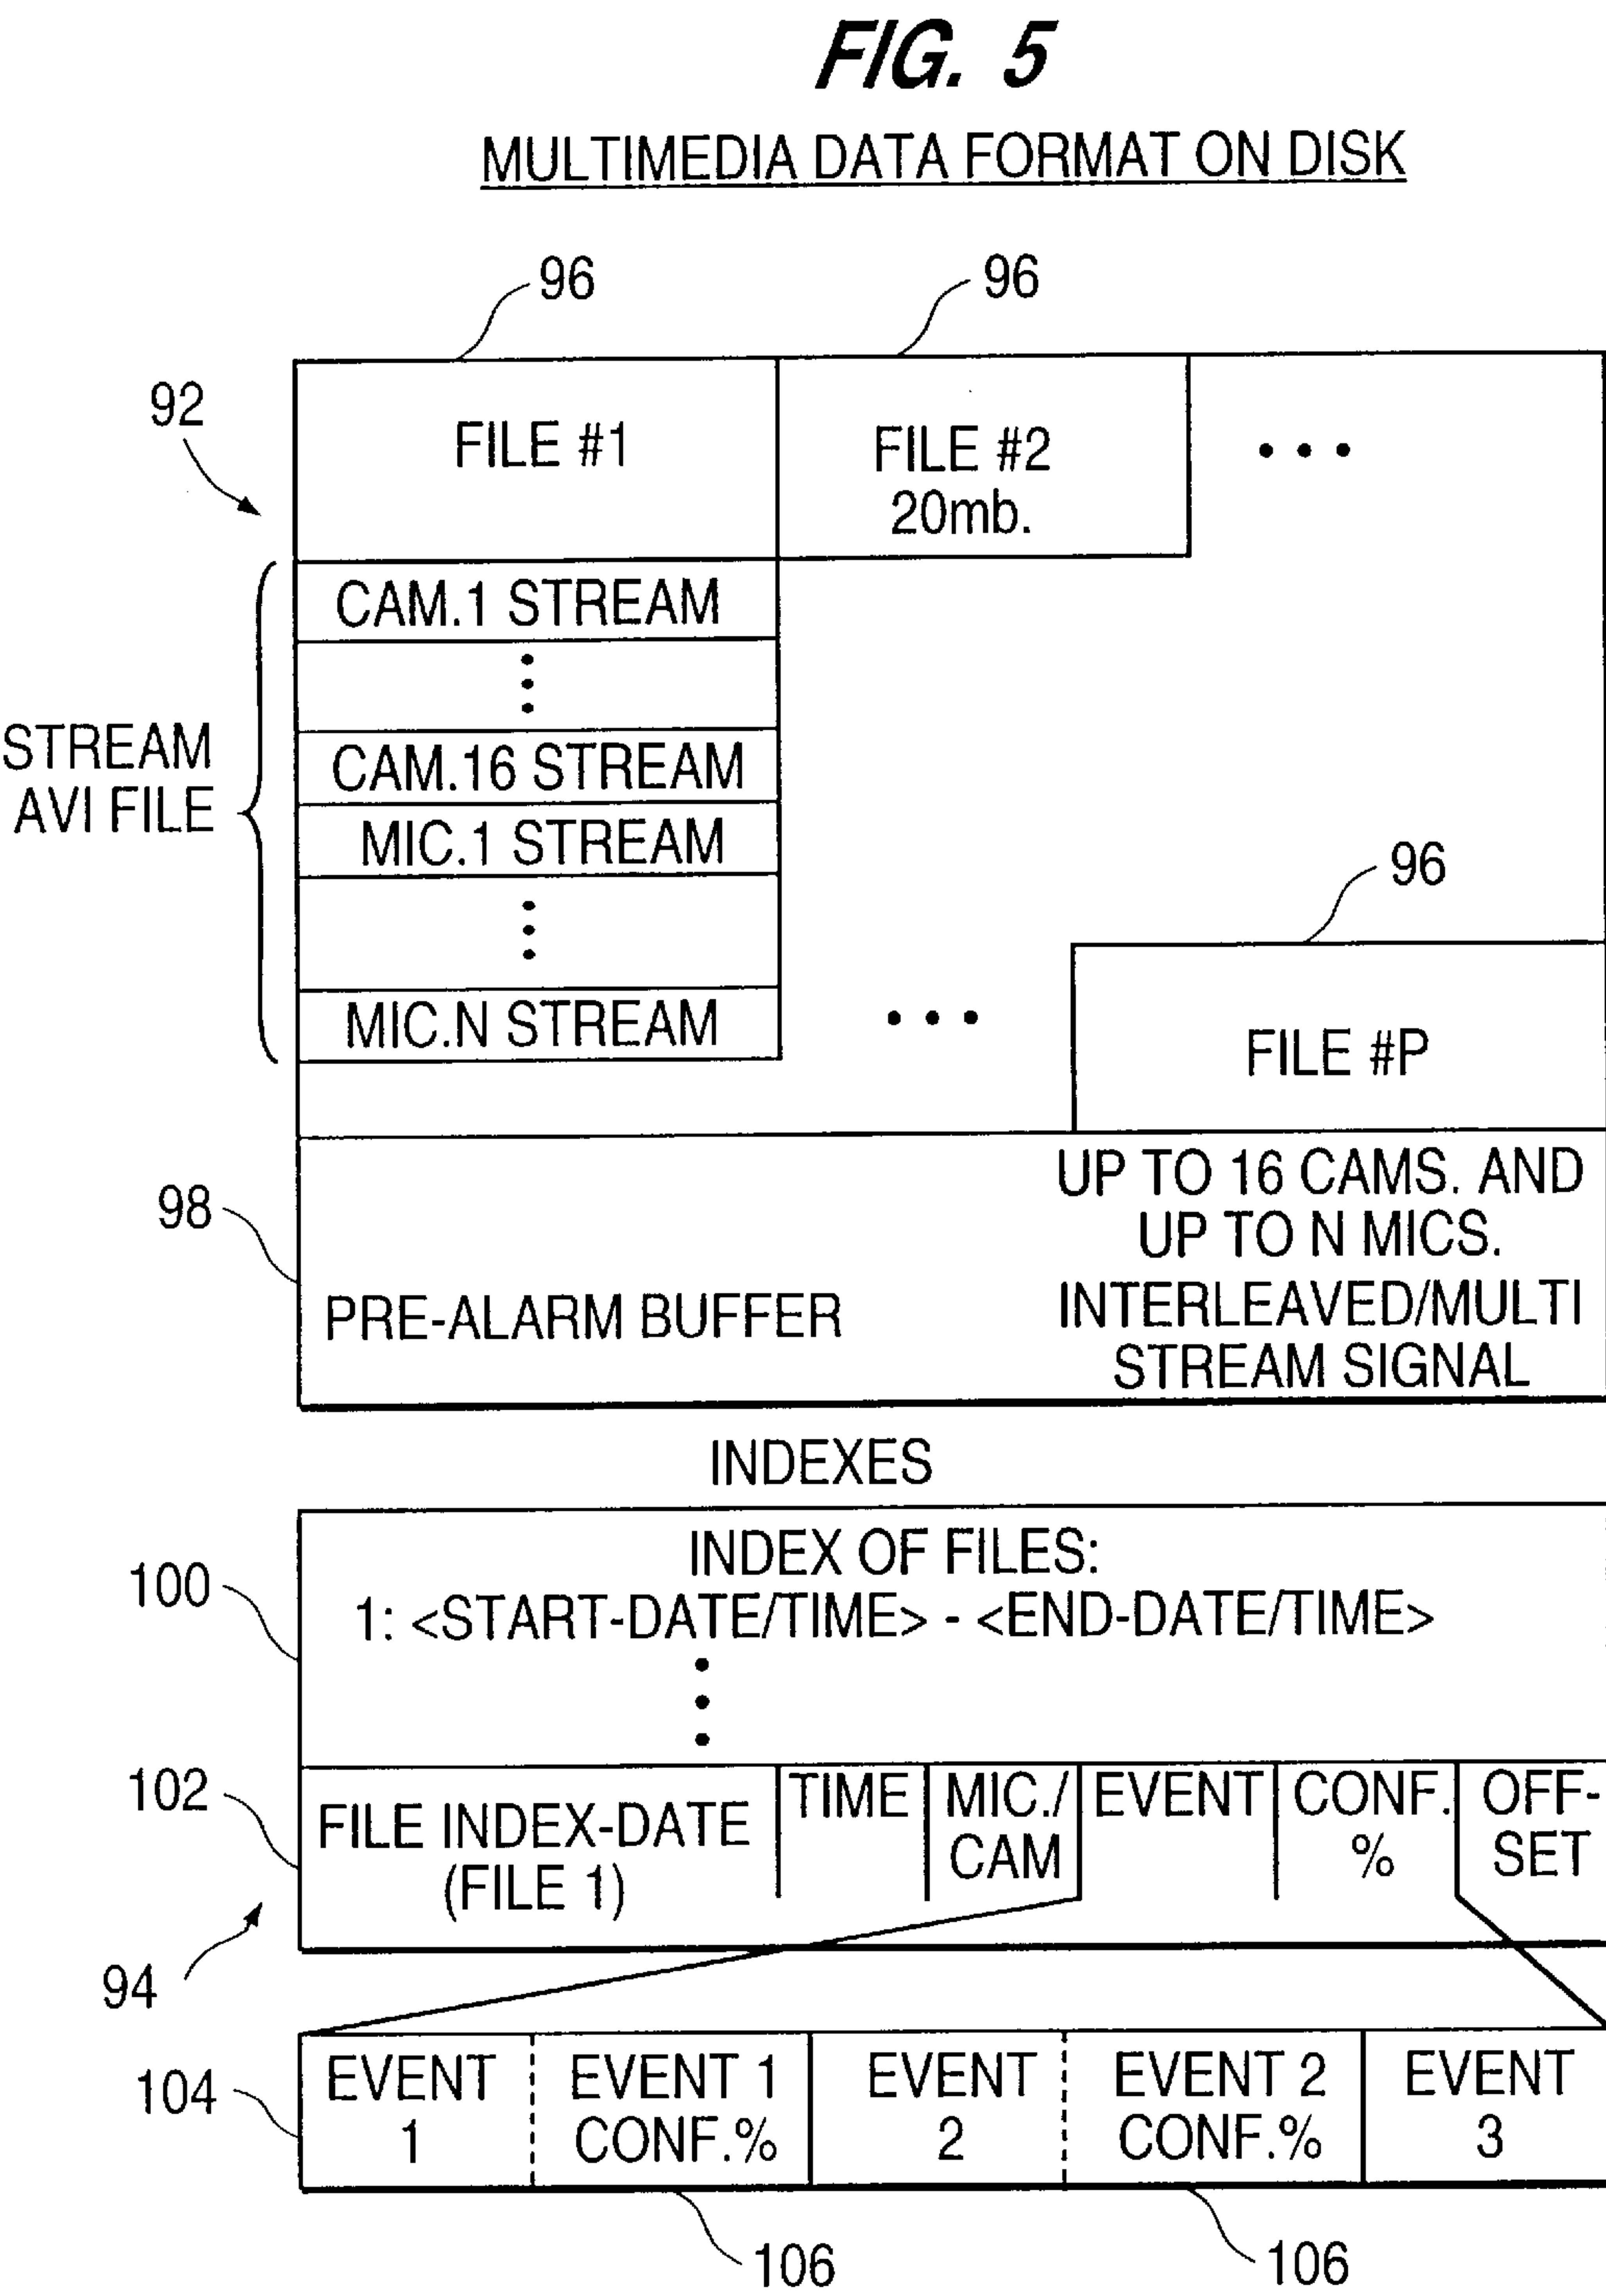 FIG. 5
MULTIMEDIA DATA FORMAT ON DISK
96
96
92
FILE #1
FILE #2
20mb.
• • •
CAM.1 STREAM
CAM.16 STREAM
STREAM
AVI FILE
MIC.1 STREAM
MIC.N STREAM
• • •
96
FILE #P
98
PRE-ALARM BUFFER
UP TO 16 CAMS. AND
UP TO N MICS.
INTERLEAVED/MULTI
STREAM SIGNAL
INDEXES
100
INDEX OF FILES:
1: <START-DATE/TIME> - <END-DATE/TIME>
102
FILE INDEX-DATE
(FILE 1)
TIME
MIC./
CAM
EVENT
CONF.
%
OFF-
SET
94
104
EVENT
1
EVENT 1
CONF.%
EVENT
2
EVENT 2
CONF.%
EVENT
3
106
106